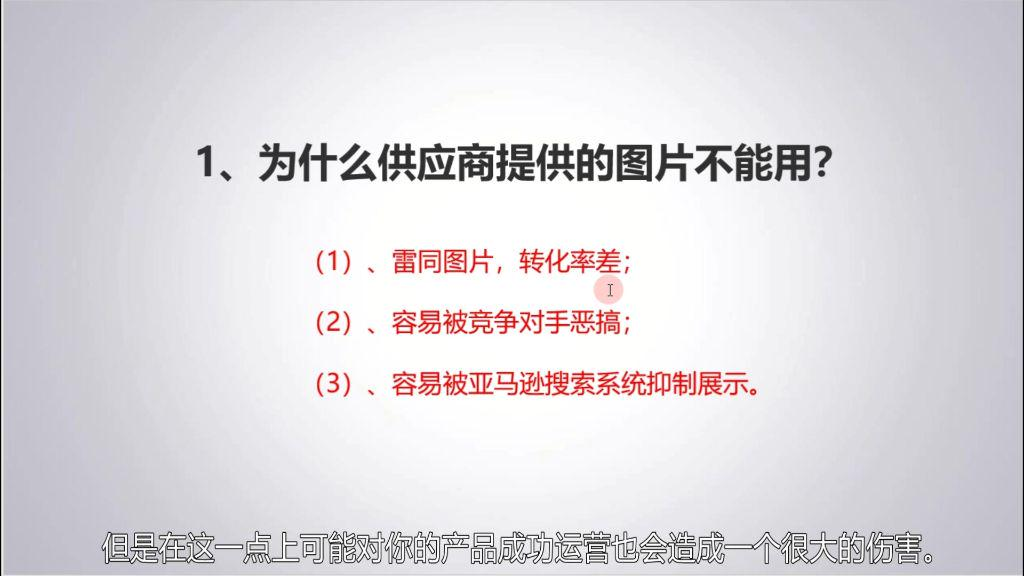 1、为什么供应商提供的图片不能用？
（1）、雷同图片，转化率差；
（2）、容易被竞争对手恶搞；
（3）、容易被亚马逊搜索系统抑制展示。
但是在这一点上可能对你的产品成功运营也会造成一个很大的伤害。